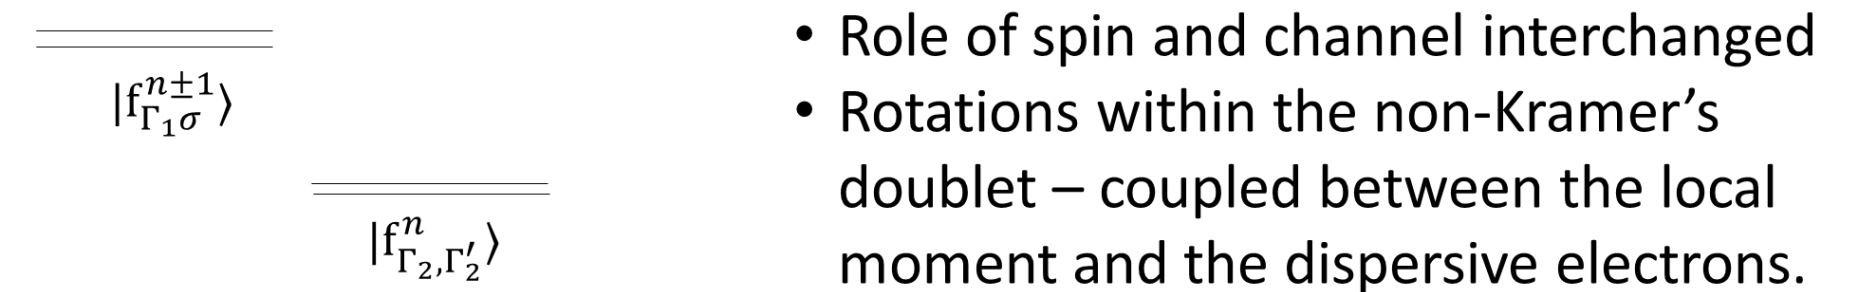 |f^{n±1}_{Γ₁σ}⟩
|f^{n}_{Γ₂,Γ₂′}⟩
• Role of spin and channel interchanged
• Rotations within the non-Kramer’s
doublet – coupled between the local
moment and the dispersive electrons.